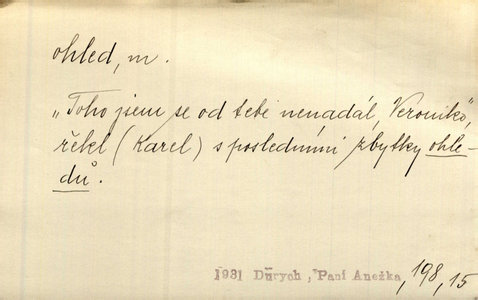 ohled, m.
„Toho jsem se od tebe nenadál, Veroniko",
řekl (Karel) s posledními zbytky ohle-
dů.
1931 Durych, Paní Anežka, 198, 15